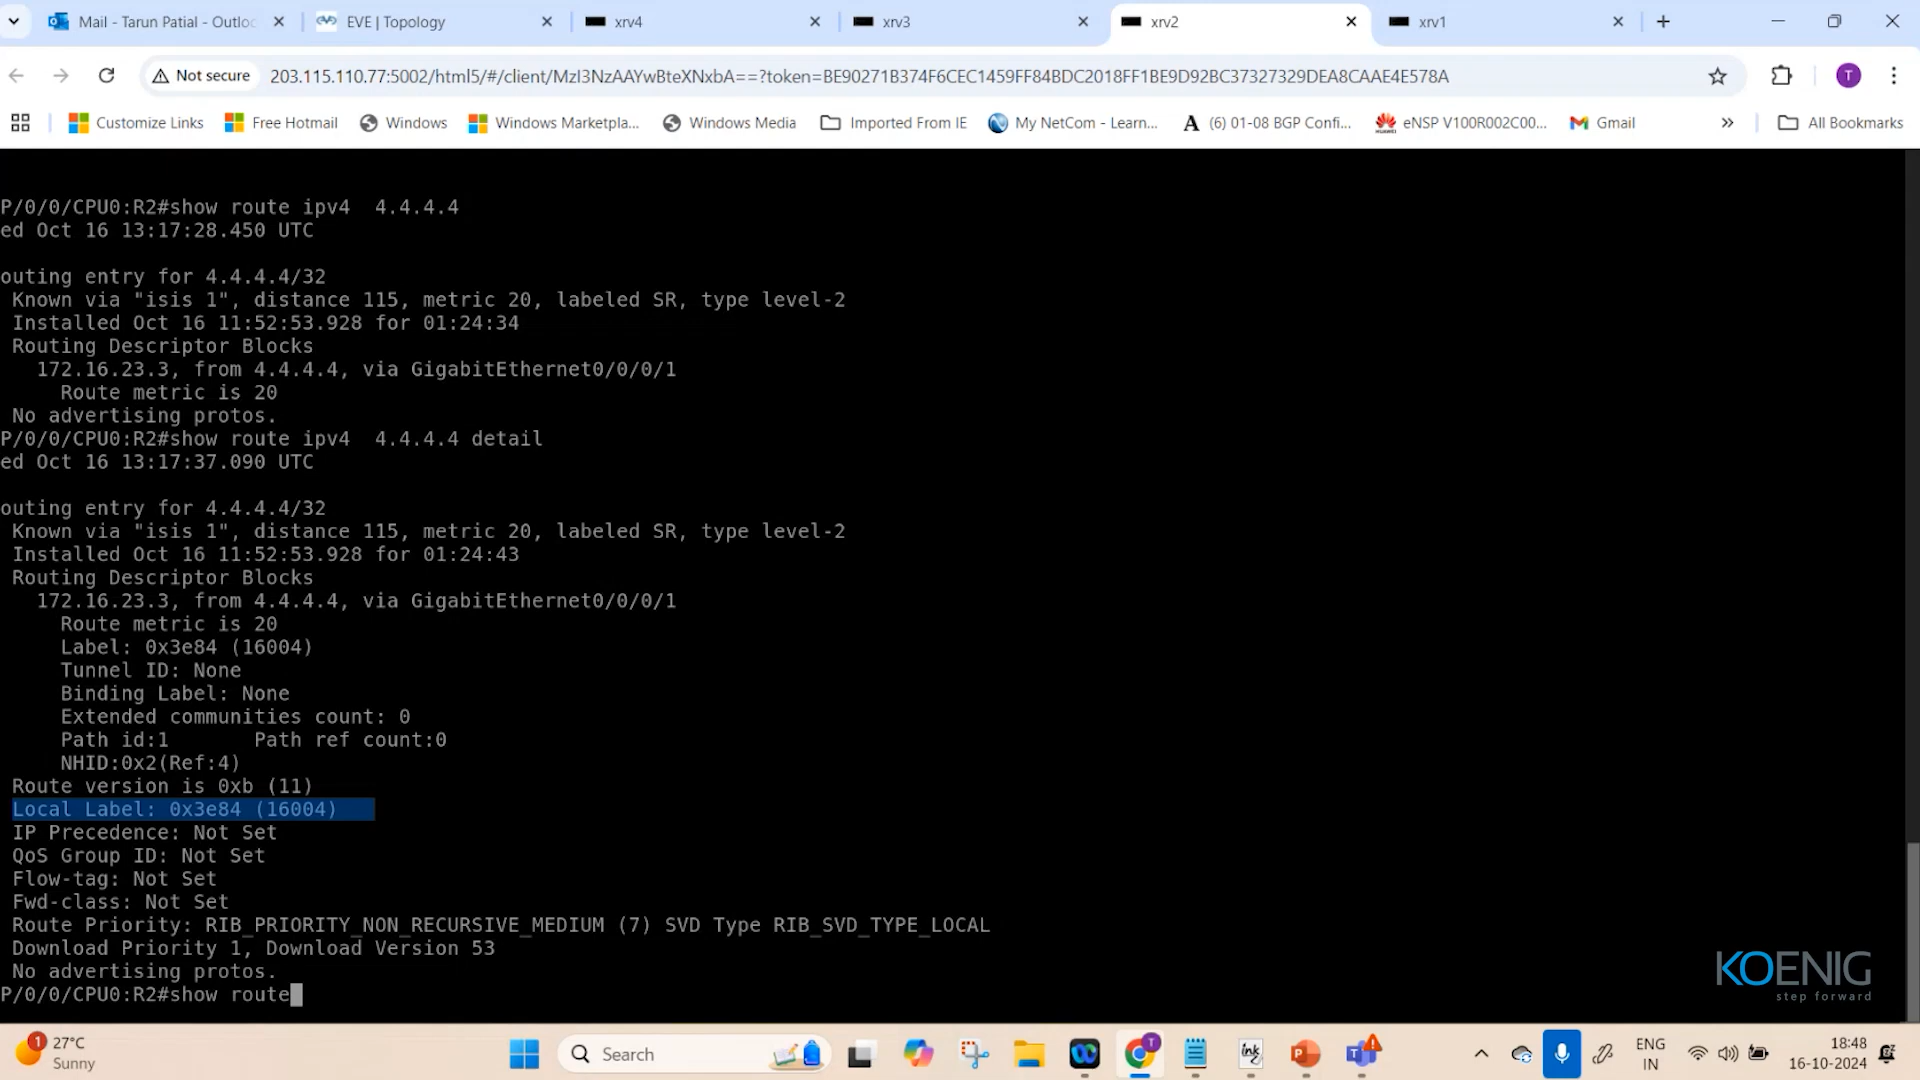 Mail - Tarun Patial - Outloo
EVE | Topology
xrv4
xrv3
xrv2
xrv1
Not secure
203.115.110.77:5002/html5/#/client/MzI3NzAAYwBteXNxbA==?token=BE90271B374F6CEC1459FF84BDC2018FF1BE9D92BC37327329DEA8CAAE4E578A
T
Customize Links
Free Hotmail
Windows
Windows Marketpla...
Windows Media
Imported From IE
My NetCom - Learn...
(6) 01-08 BGP Confi...
eNSP V100R002C00...
Gmail
All Bookmarks
P/0/0/CPU0:R2#show route ipv4  4.4.4.4
ed Oct 16 13:17:28.450 UTC
outing entry for 4.4.4.4/32
Known via "isis 1", distance 115, metric 20, labeled SR, type level-2
Installed Oct 16 11:52:53.928 for 01:24:34
Routing Descriptor Blocks
172.16.23.3, from 4.4.4.4, via GigabitEthernet0/0/0/1
Route metric is 20
No advertising protos.
P/0/0/CPU0:R2#show route ipv4  4.4.4.4 detail
ed Oct 16 13:17:37.090 UTC
outing entry for 4.4.4.4/32
Known via "isis 1", distance 115, metric 20, labeled SR, type level-2
Installed Oct 16 11:52:53.928 for 01:24:43
Routing Descriptor Blocks
172.16.23.3, from 4.4.4.4, via GigabitEthernet0/0/0/1
Route metric is 20
Label: 0x3e84 (16004)
Tunnel ID: None
Binding Label: None
Extended communities count: 0
Path id:1       Path ref count:0
NHID:0x2(Ref:4)
Route version is 0xb (11)
Local Label: 0x3e84 (16004)
IP Precedence: Not Set
QoS Group ID: Not Set
Flow-tag: Not Set
Fwd-class: Not Set
Route Priority: RIB_PRIORITY_NON_RECURSIVE_MEDIUM (7) SVD Type RIB_SVD_TYPE_LOCAL
Download Priority 1, Download Version 53
No advertising protos.
P/0/0/CPU0:R2#show route
KOENIG
step forward
1
27°C
Sunny
Search
ENG
IN
18:48
16-10-2024